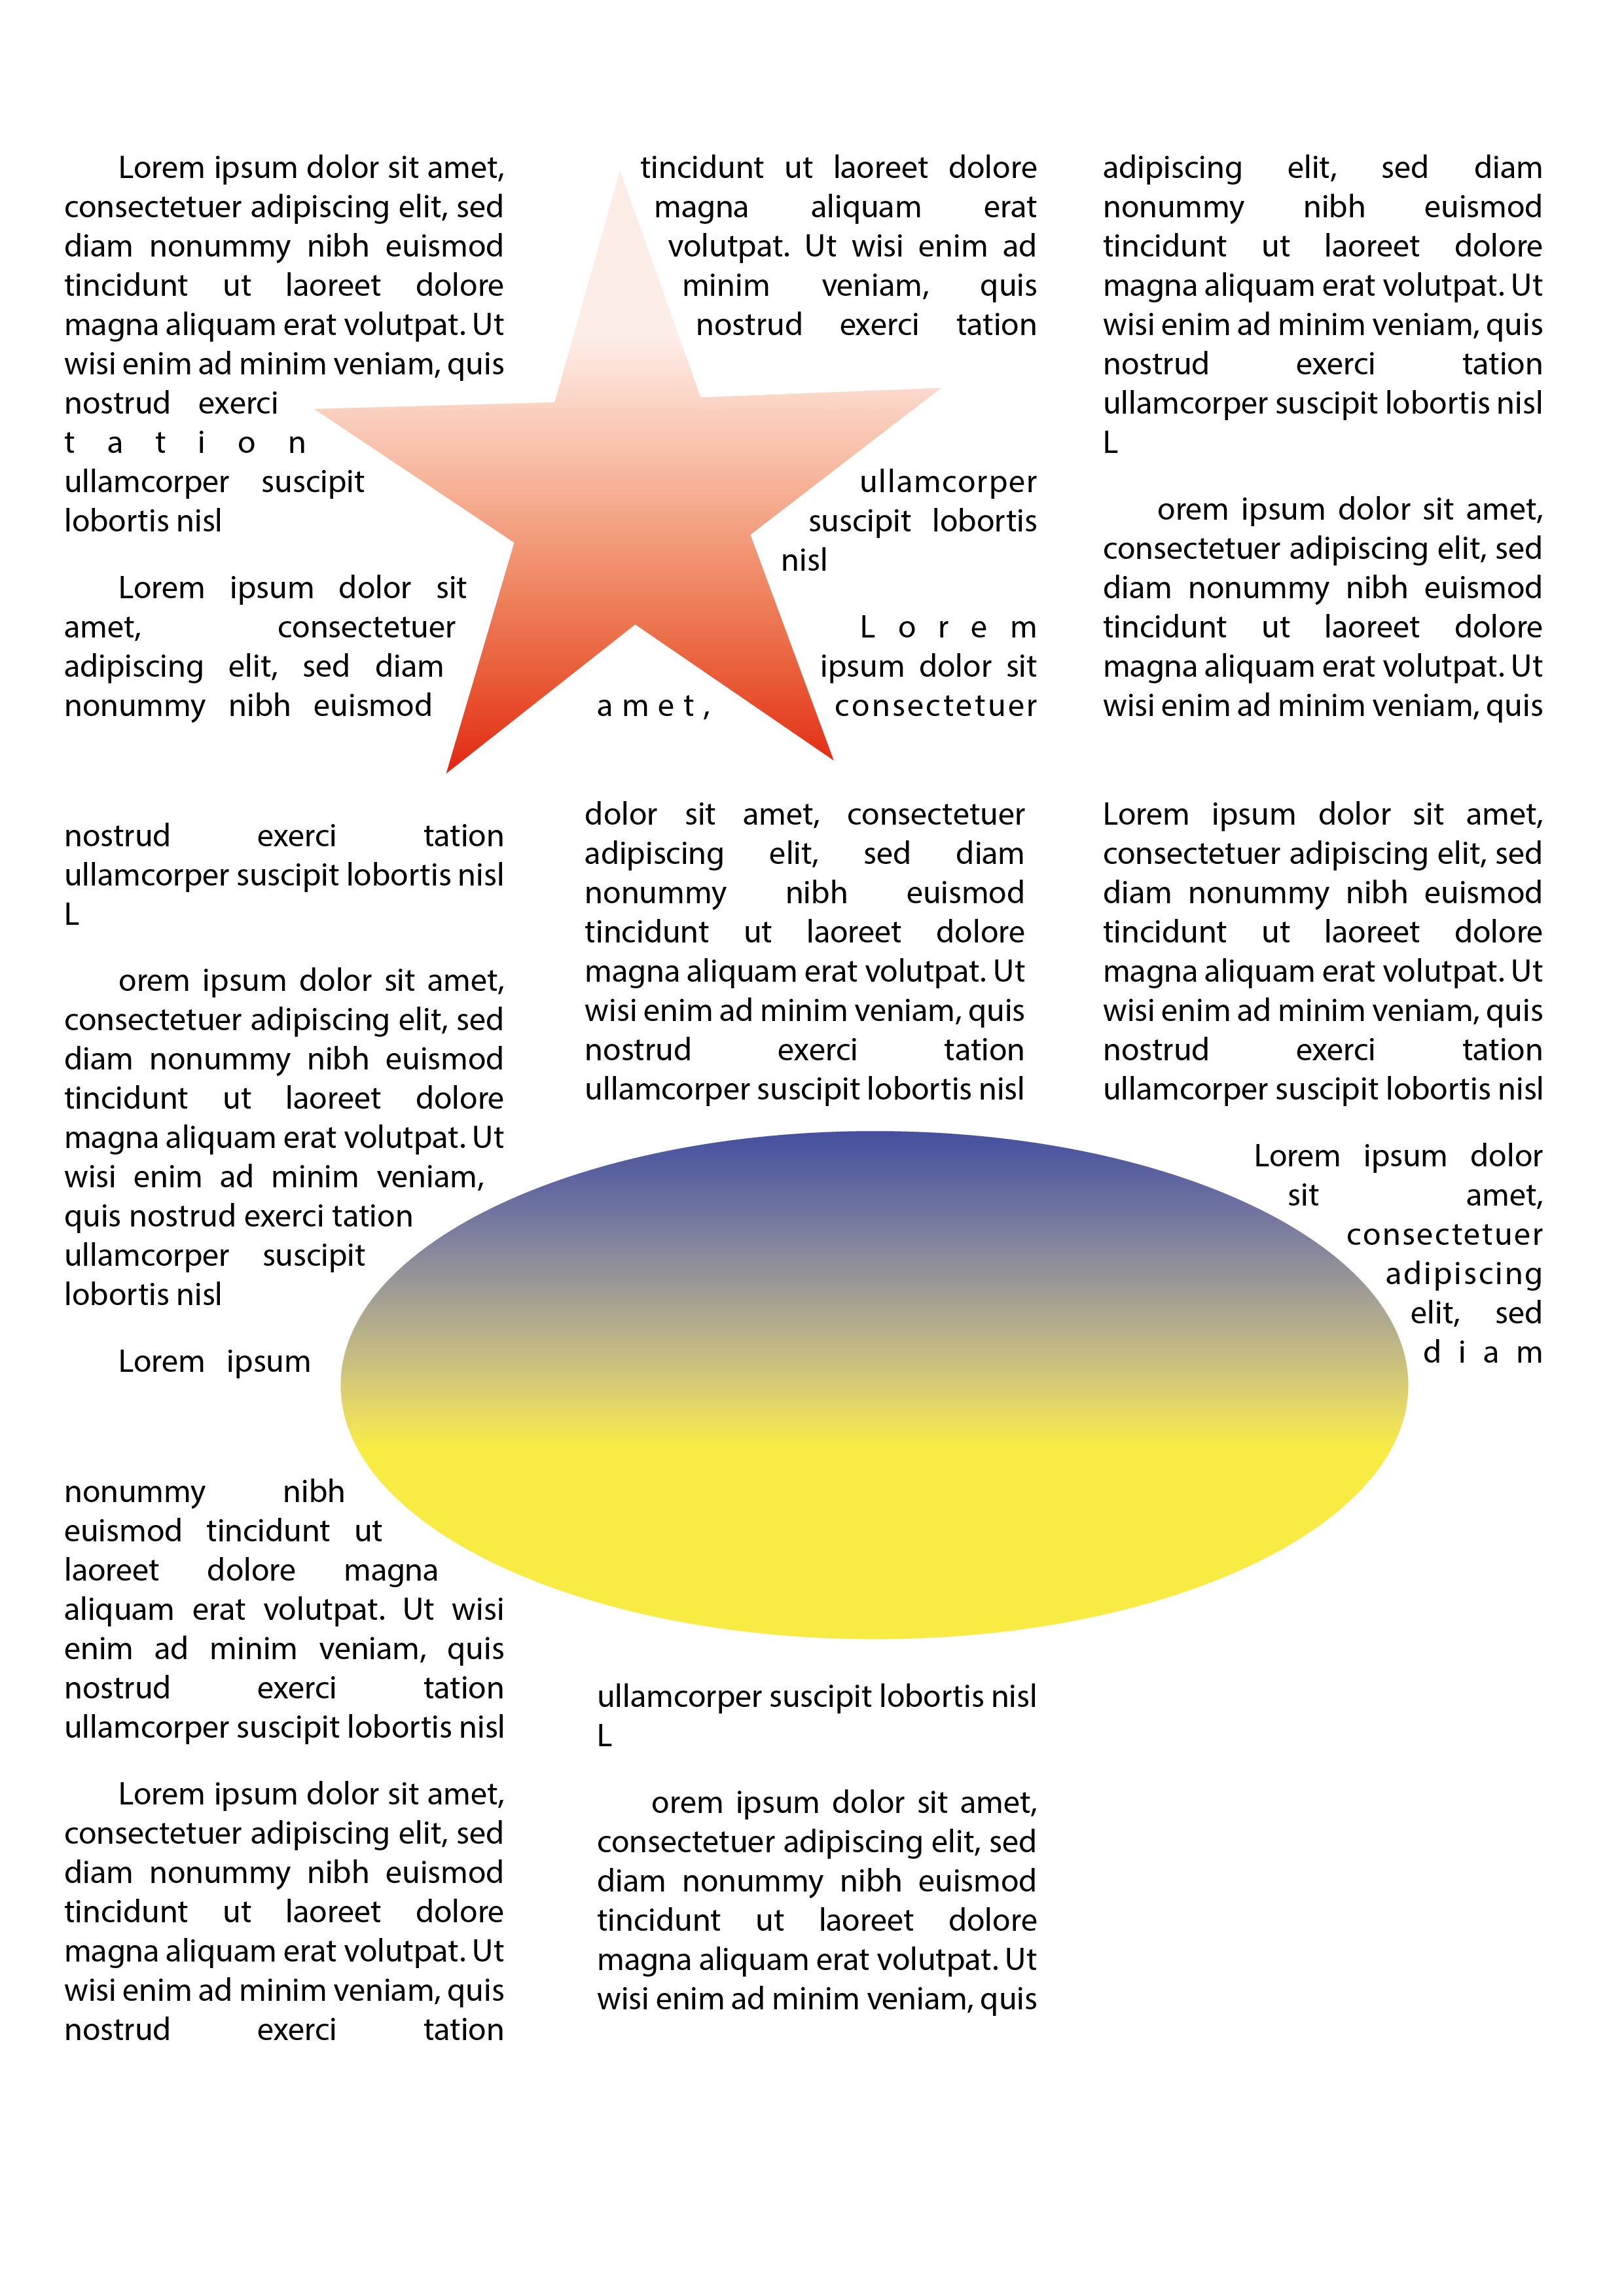 Lorem ipsum dolor sit amet,
consectetuer adipiscing elit, sed
diam nonummy nibh euismod
tincidunt ut laoreet dolore
magna aliquam erat volutpat. Ut
wisi enim ad minim veniam, quis
nostrud exerci
tation
ullamcorper suscipit
lobortis nisl
Lorem ipsum dolor sit
amet, consectetuer
adipiscing elit, sed diam
nonummy nibh euismod
tincidunt ut laoreet dolore
magna aliquam erat
volutpat. Ut wisi enim ad
minim veniam, quis
nostrud exerci tation
ullamcorper
suscipit lobortis
nisl
Lorem
ipsum dolor sit
amet, consectetuer
adipiscing elit, sed diam
nonummy nibh euismod
tincidunt ut laoreet dolore
magna aliquam erat volutpat. Ut
wisi enim ad minim veniam, quis
nostrud exerci tation
ullamcorper suscipit lobortis nisl
L
orem ipsum dolor sit amet,
consectetuer adipiscing elit, sed
diam nonummy nibh euismod
tincidunt ut laoreet dolore
magna aliquam erat volutpat. Ut
wisi enim ad minim veniam, quis
nostrud exerci tation
ullamcorper suscipit lobortis nisl
L
orem ipsum dolor sit amet,
consectetuer adipiscing elit, sed
diam nonummy nibh euismod
tincidunt ut laoreet dolore
magna aliquam erat volutpat. Ut
wisi enim ad minim veniam,
quis nostrud exerci tation
ullamcorper suscipit
lobortis nisl
Lorem ipsum
dolor sit amet, consectetuer
adipiscing elit, sed diam
nonummy nibh euismod
tincidunt ut laoreet dolore
magna aliquam erat volutpat. Ut
wisi enim ad minim veniam, quis
nostrud exerci tation
ullamcorper suscipit lobortis nisl
Lorem ipsum dolor sit amet,
consectetuer adipiscing elit, sed
diam nonummy nibh euismod
tincidunt ut laoreet dolore
magna aliquam erat volutpat. Ut
wisi enim ad minim veniam, quis
nostrud exerci tation
ullamcorper suscipit lobortis nisl
Lorem ipsum dolor
sit amet,
consectetuer
adipiscing
elit, sed
diam
nonummy nibh
euismod tincidunt ut
laoreet dolore magna
aliquam erat volutpat. Ut wisi
enim ad minim veniam, quis
nostrud exerci tation
ullamcorper suscipit lobortis nisl
Lorem ipsum dolor sit amet,
consectetuer adipiscing elit, sed
diam nonummy nibh euismod
tincidunt ut laoreet dolore
magna aliquam erat volutpat. Ut
wisi enim ad minim veniam, quis
nostrud exerci tation
ullamcorper suscipit lobortis nisl
L
orem ipsum dolor sit amet,
consectetuer adipiscing elit, sed
diam nonummy nibh euismod
tincidunt ut laoreet dolore
magna aliquam erat volutpat. Ut
wisi enim ad minim veniam, quis